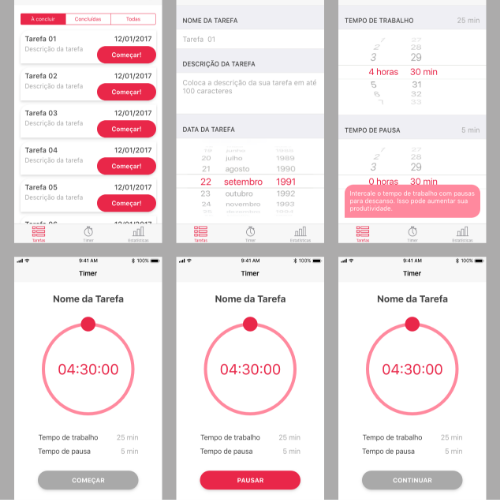 A concluir
Concluídas
Todas
Tarefa 01 12/01/2017
Descrição da tarefa
Começar!
Tarefa 02 12/01/2017
Descrição da tarefa
Começar!
Tarefa 03 12/01/2017
Descrição da tarefa
Começar!
Tarefa 04 12/01/2017
Descrição da tarefa
Começar!
Tarefa 05 12/01/2017
Descrição da tarefa
Começar!
Tarefas Timer Estatísticas
NOME DA TAREFA
Tarefa 01
DESCRIÇÃO DA TAREFA
Coloca a descrição da sua tarefa em até
100 caracteres
DATA DA TAREFA
20 julho 1989
21 agosto 1990
22 setembro 1991
23 outubro 1992
24 novembro 1993
Tarefas Timer Estatísticas
TEMPO DE TRABALHO 25 min
2 28
3 29
4 horas 30 min
5 31
TEMPO DE PAUSA 5 min
2 28
3 29
0 horas 30 min
Intercale a tempo de trabalho com pausas
para descanso. Isso pode aumentar sua
produtividade.
Tarefas Timer Estatísticas
9:41 AM 100%
Timer
Nome da Tarefa
04:30:00
Tempo de trabalho 25 min
Tempo de pausa 5 min
COMEÇAR
9:41 AM 100%
Timer
Nome da Tarefa
04:30:00
Tempo de trabalho 25 min
Tempo de pausa 5 min
PAUSAR
9:41 AM 100%
Timer
Nome da Tarefa
04:30:00
Tempo de trabalho 25 min
Tempo de pausa 5 min
CONTINUAR